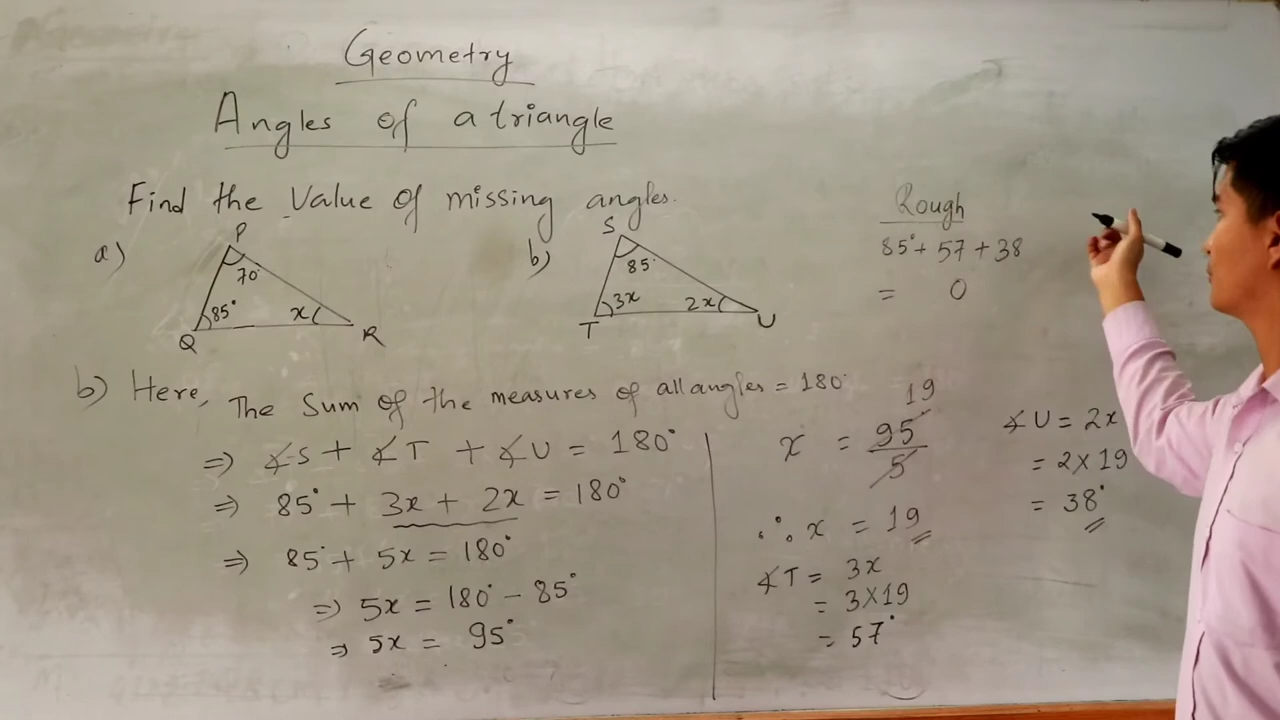 Geometry
Angles of a triangle
Find the Value of missing angles.
a)
P
70°
85°
x
Q
R
b)
S
85°
3x
2x
T
U
Rough
85° + 57 + 38
= 0
b) Here, The Sum of the measures of all angles = 180°
⇒ ∡S + ∡T + ∡U = 180°
⇒ 85° + 3x + 2x = 180°
⇒ 85° + 5x = 180°
⇒ 5x = 180° - 85°
⇒ 5x = 95°
19
x = 95/5
∴ x = 19
∡T = 3x
= 3×19
= 57°
∡U = 2x
= 2×19
= 38°